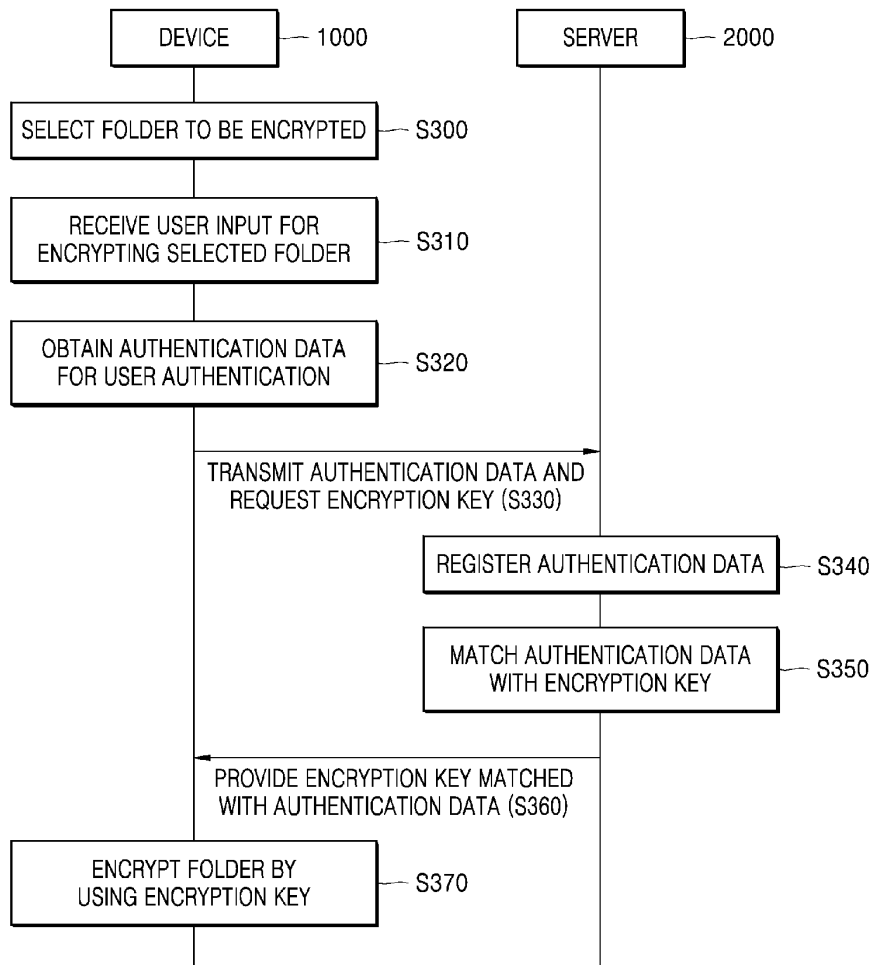 DEVICE
1000
SERVER
2000
SELECT FOLDER TO BE ENCRYPTED
S300
RECEIVE USER INPUT FOR
ENCRYPTING SELECTED FOLDER
S310
OBTAIN AUTHENTICATION DATA
FOR USER AUTHENTICATION
S320
TRANSMIT AUTHENTICATION DATA AND
REQUEST ENCRYPTION KEY (S330)
REGISTER AUTHENTICATION DATA
S340
MATCH AUTHENTICATION DATA
WITH ENCRYPTION KEY
S350
PROVIDE ENCRYPTION KEY MATCHED
WITH AUTHENTICATION DATA (S360)
ENCRYPT FOLDER BY
USING ENCRYPTION KEY
S370